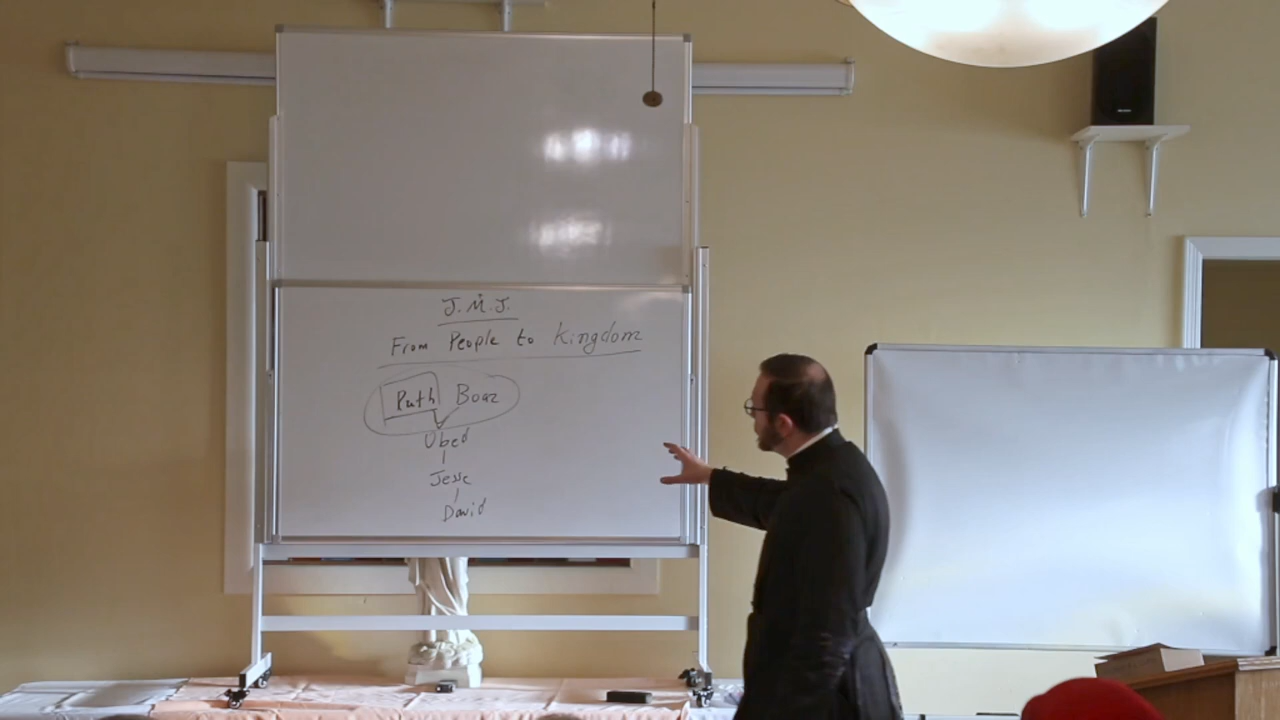 J.M.J.
From People to Kingdom
Ruth Boaz
Obed
Jesse
David